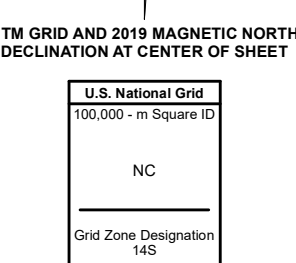 TM GRID AND 2019 MAGNETIC NORTH
DECLINATION AT CENTER OF SHEET
U.S. National Grid
100,000 - m Square ID
NC
Grid Zone Designation
14S